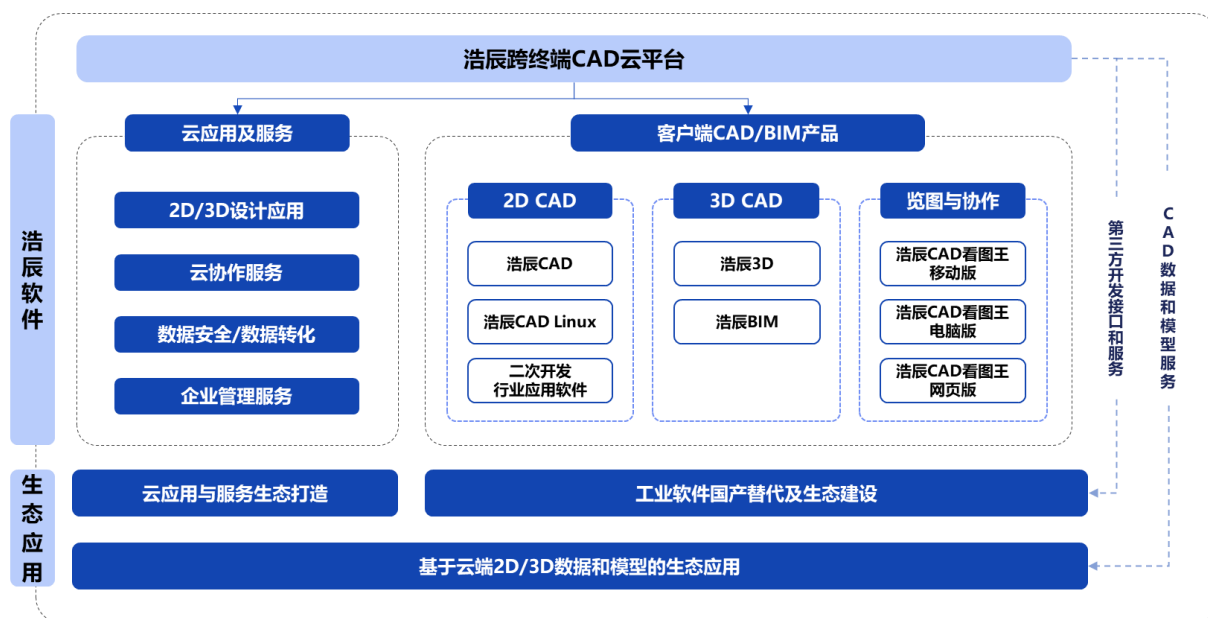 浩辰跨终端CAD云平台
云应用及服务
客户端CAD/BIM产品
浩辰软件
2D/3D设计应用
云协作服务
数据安全/数据转化
企业管理服务
2D CAD
浩辰CAD
浩辰CAD Linux
二次开发
行业应用软件
3D CAD
浩辰3D
浩辰BIM
览图与协作
浩辰CAD看图王
移动版
浩辰CAD看图王
电脑版
浩辰CAD看图王
网页版
第三方开发接口和服务
CAD数据和模型服务
生态应用
云应用与服务生态打造
工业软件国产替代及生态建设
基于云端2D/3D数据和模型的生态应用